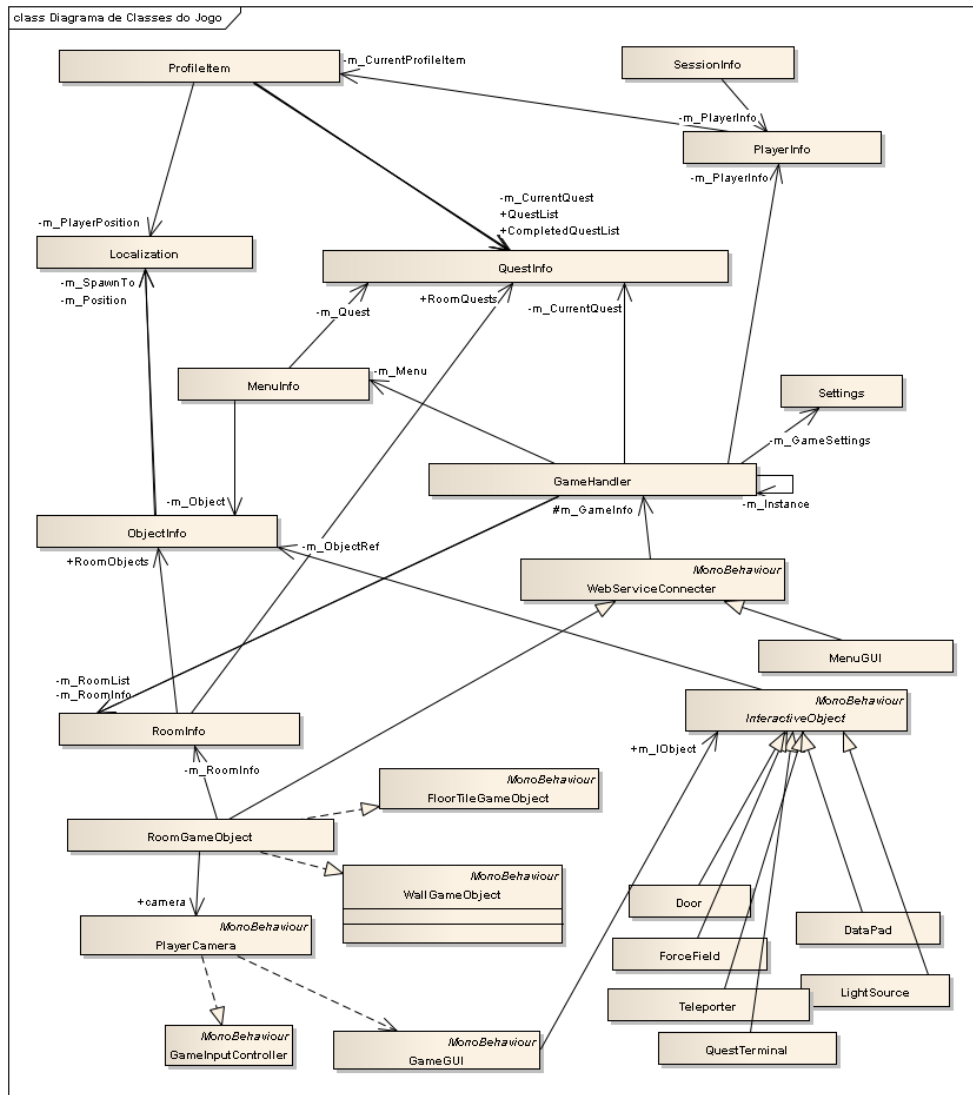 class Diagrama de Classes do Jogo
ProfileItem
-m_CurrentProfileItem
SessionInfo
-m_PlayerInfo
PlayerInfo
-m_PlayerInfo
-m_PlayerPosition
-m_CurrentQuest
+QuestList
+CompletedQuestList
Localization
QuestInfo
-m_SpawnTo
-m_Position
+RoomQuests
-m_Quest
-m_CurrentQuest
MenuInfo
-m_Menu
Settings
-m_GameSettings
GameHandler
-m_Instance
-m_Object
#m_GameInfo
ObjectInfo
+RoomObjects
-m_ObjectRef
MonoBehaviour
WebServiceConnecter
MenuGUI
-m_RoomList
-m_RoomInfo
MonoBehaviour
InteractiveObject
RoomInfo
+m_IObject
-m_RoomInfo
MonoBehaviour
FloorTileGameObject
RoomGameObject
MonoBehaviour
WallGameObject
+camera
Door
MonoBehaviour
PlayerCamera
DataPad
ForceField
LightSource
Teleporter
MonoBehaviour
GameInputController
MonoBehaviour
GameGUI
QuestTerminal